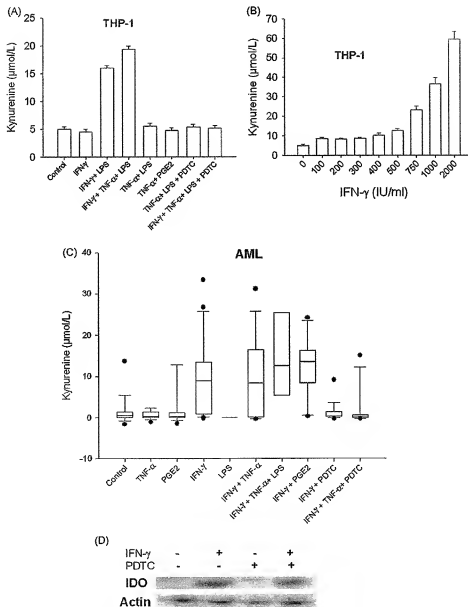 (A)
THP-1
Kynurenine (µmol/L)
25
20
15
10
5
0
Control
IFN-γ
IFN-γ + LPS
IFN-γ + TNF-α+ LPS
TNF-α+ LPS
TNF-α+ PGE2
TNF-α+ LPS + PDTC
IFN-γ + TNF-α+ LPS + PDTC
(B)
THP-1
Kynurenine (µmol/L)
80
70
60
50
40
30
20
10
0
0 100 200 300 400 500 750 1000 2000
IFN-γ (IU/ml)
(C)
AML
Kynurenine (µmol/L)
40
30
20
10
0
-10
Control
TNF-α
PGE2
IFN-γ
LPS
IFN-γ + TNF-α
IFN-γ + TNF-α+ LPS
IFN-γ + PGE2
IFN-γ + PDTC
IFN-γ + TNF-α+ PDTC
(D)
IFN-γ - + - +
PDTC - - + +
IDO
Actin